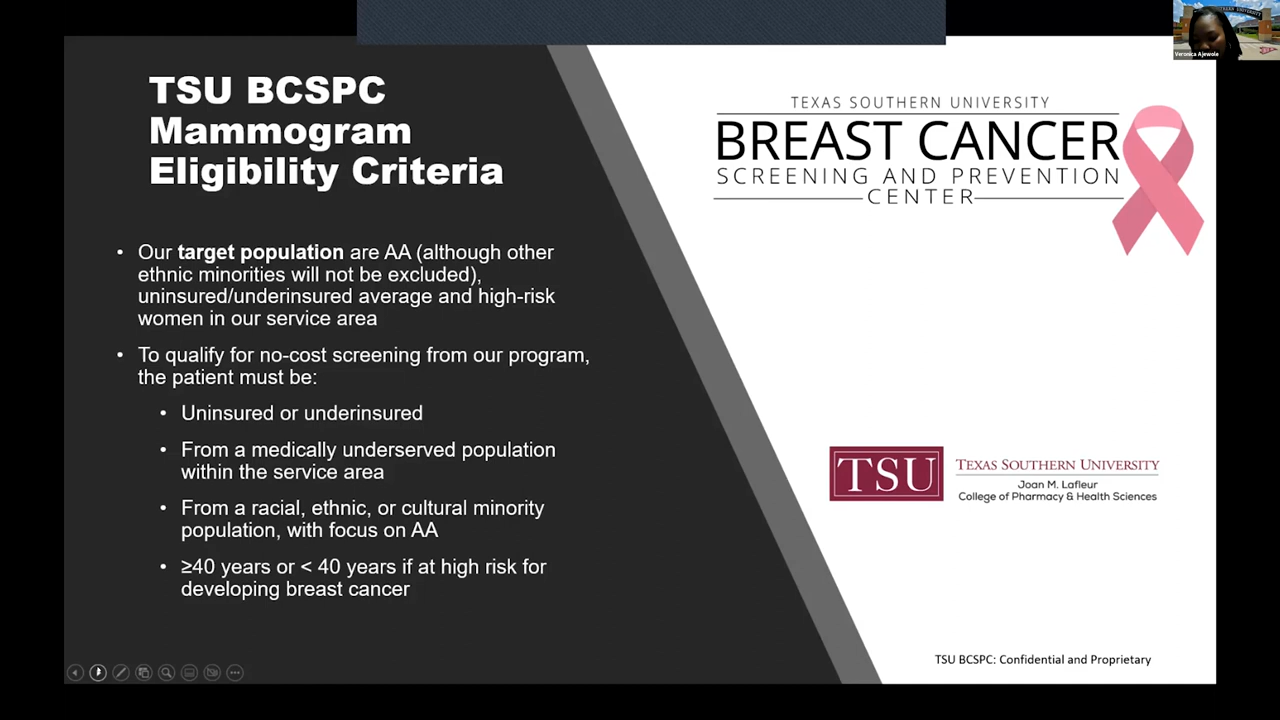 TSU BCSPC
Mammogram
Eligibility Criteria
• Our target population are AA (although other
ethnic minorities will not be excluded),
uninsured/underinsured average and high-risk
women in our service area
• To qualify for no-cost screening from our program,
the patient must be:
• Uninsured or underinsured
• From a medically underserved population
within the service area
• From a racial, ethnic, or cultural minority
population, with focus on AA
• ≥40 years or < 40 years if at high risk for
developing breast cancer
TEXAS SOUTHERN UNIVERSITY
BREAST CANCER
SCREENING AND PREVENTION
CENTER
TSU
TEXAS SOUTHERN UNIVERSITY
Joan M. Lafleur
College of Pharmacy & Health Sciences
TSU BCSPC: Confidential and Proprietary
Veronica Ajewole